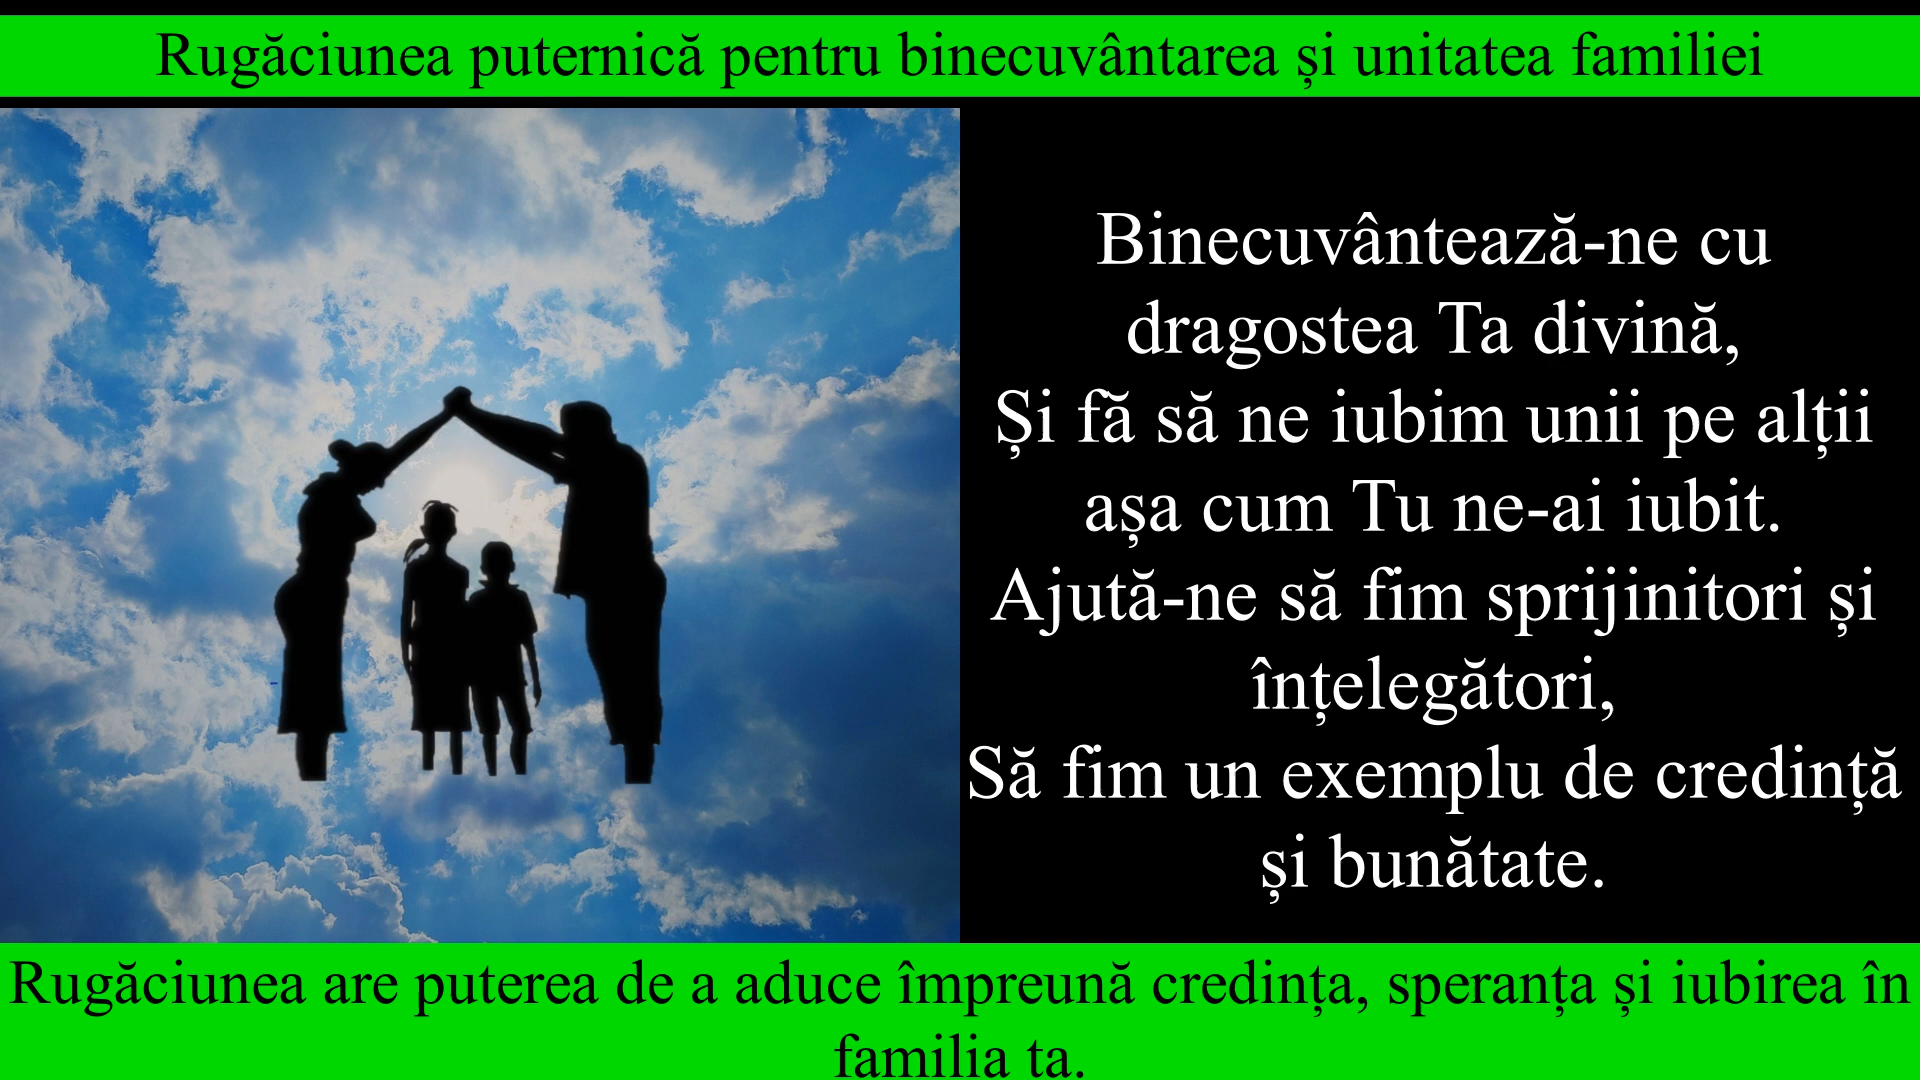 Rugăciunea puternică pentru binecuvântarea și unitatea familiei
Binecuvântează-ne cu
dragostea Ta divină,
Și fă să ne iubim unii pe alții
așa cum Tu ne-ai iubit.
Ajută-ne să fim sprijinitori și
înțelegători,
Să fim un exemplu de credință
și bunătate.
Rugăciunea are puterea de a aduce împreună credința, speranța și iubirea în
familia ta.